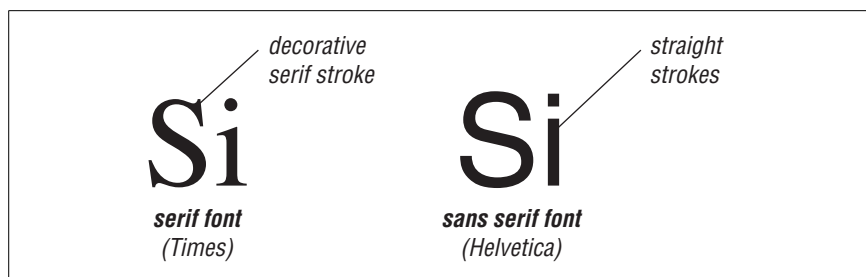 decorative
serif stroke
Si
serif font
(Times)
straight
strokes
Si
sans serif font
(Helvetica)